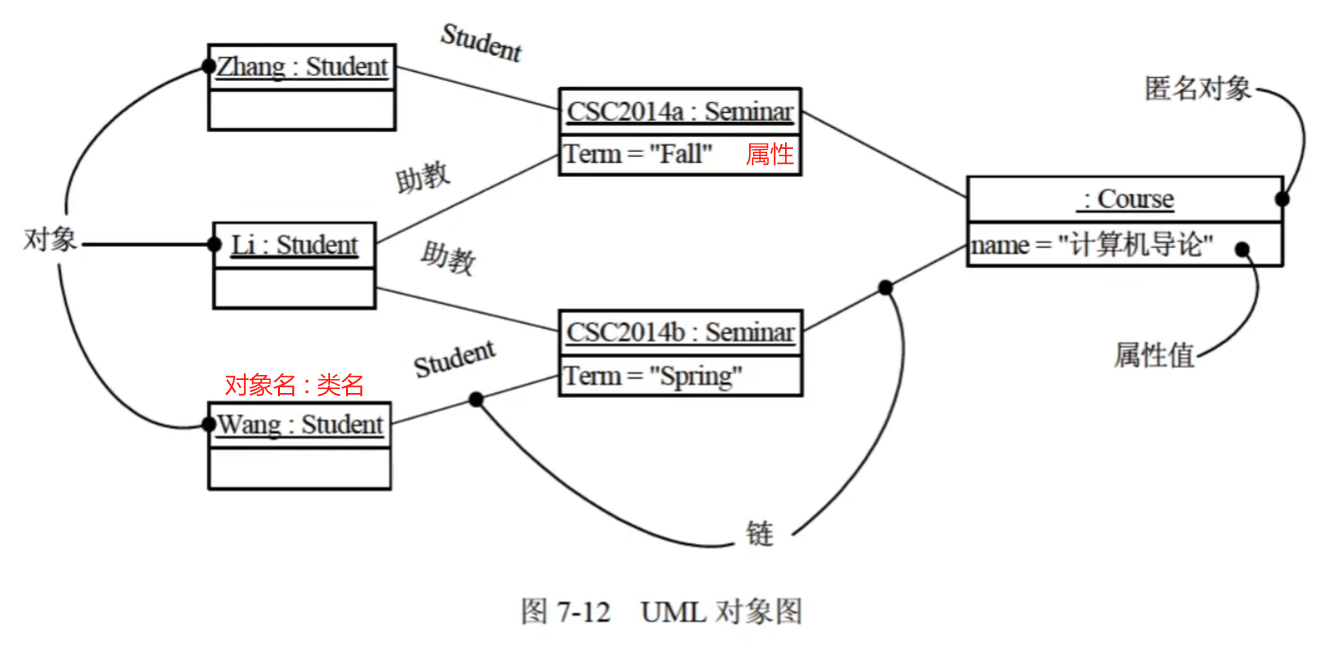 Student
Zhang : Student
CSC2014a : Seminar
Term = "Fall"
属性
匿名对象
助教
: Course
name = "计算机导论"
对象
Li : Student
助教
CSC2014b : Seminar
Term = "Spring"
属性值
Student
对象名 : 类名
Wang : Student
链
图 7-12 UML 对象图